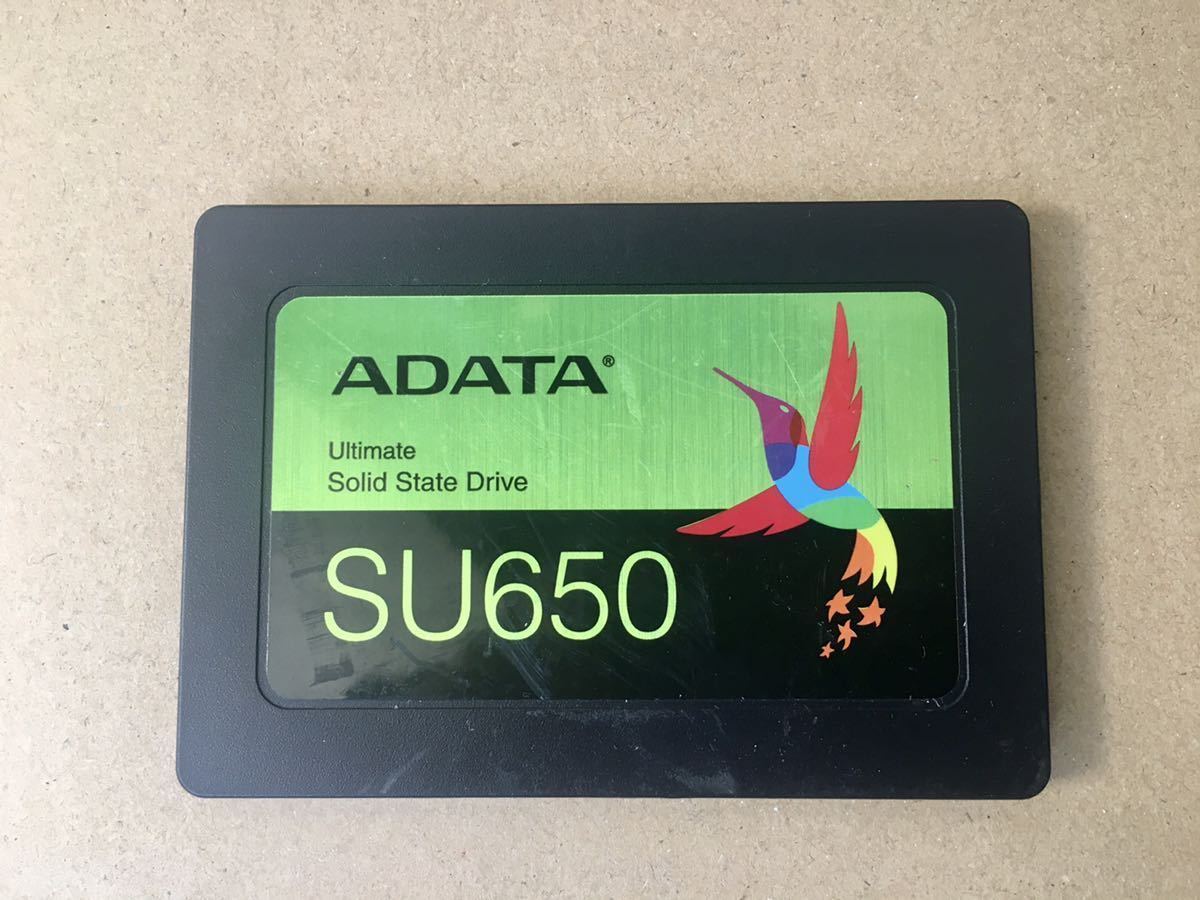 ADATA®
Ultimate
Solid State Drive
SU650